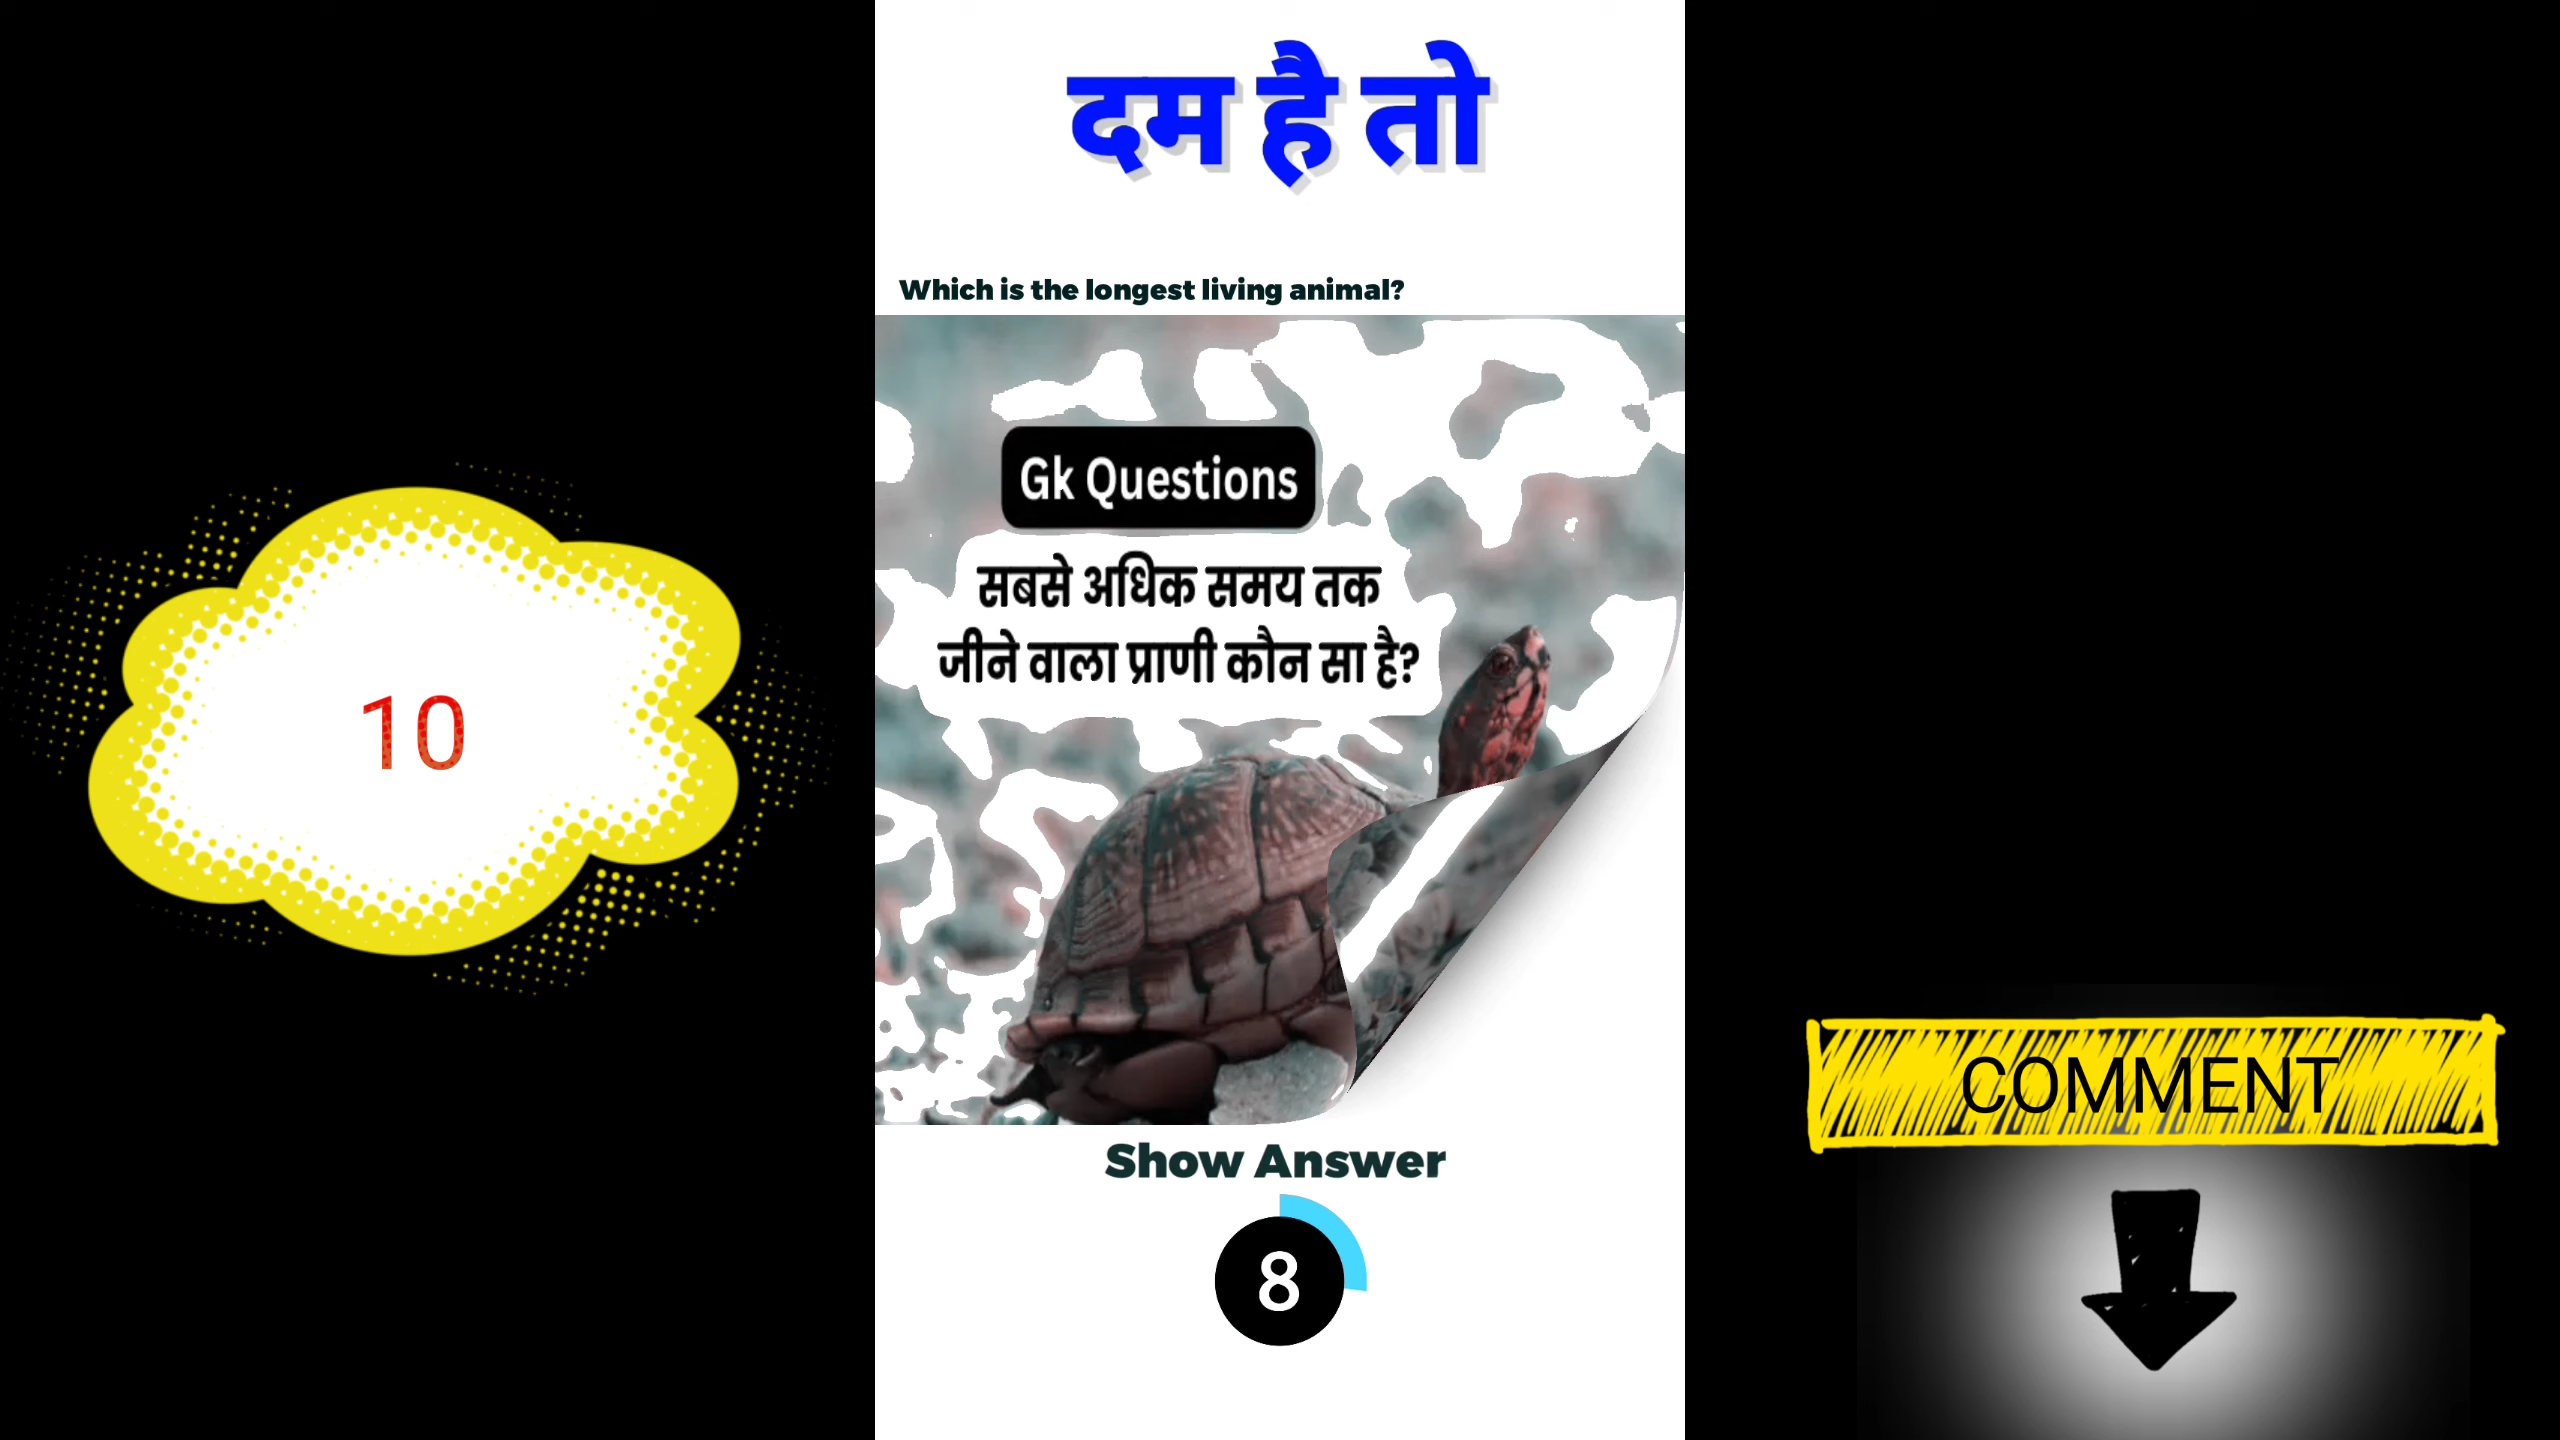 दम है तो
Which is the longest living animal?
Gk Questions
सबसे अधिक समय तक
जीने वाला प्राणी कौन सा है?
10
COMMENT
Show Answer
8